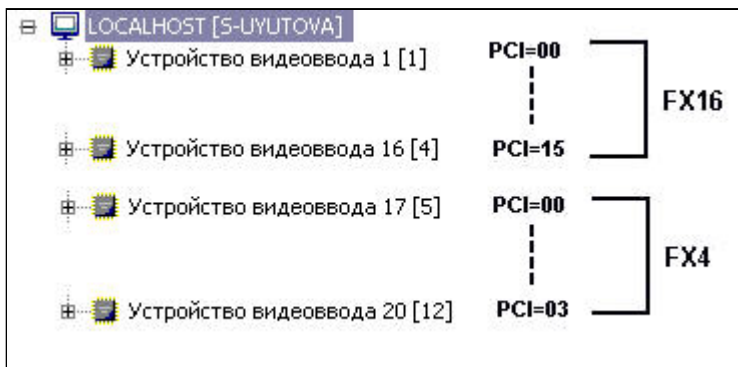 LOCALHOST [S-UYUTOVA]
Устройство видеоввода 1 [1] PCI=00
FX16
Устройство видеоввода 16 [4] PCI=15
Устройство видеоввода 17 [5] PCI=00
FX4
Устройство видеоввода 20 [12] PCI=03